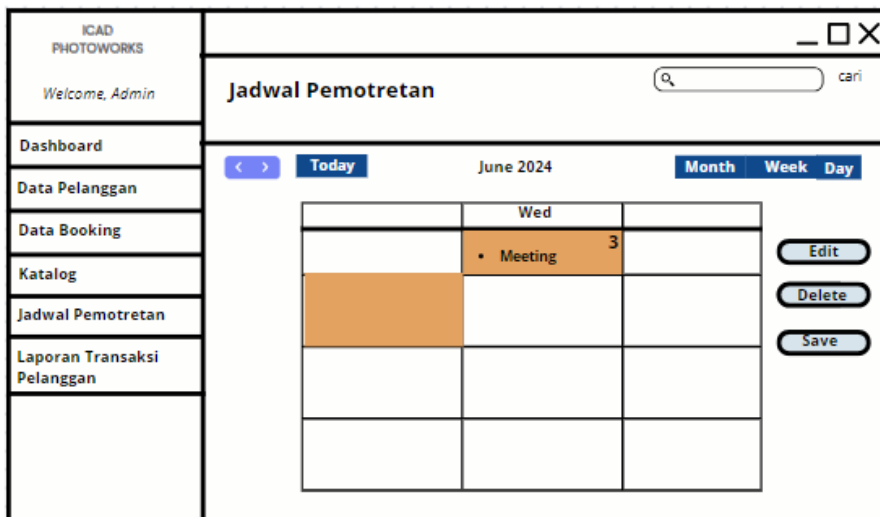 ICAD
PHOTOWORKS
Welcome, Admin
Dashboard
Data Pelanggan
Data Booking
Katalog
Jadwal Pemotretan
Laporan Transaksi
Pelanggan
Jadwal Pemotretan
cari
< >
Today
June 2024
Month
Week
Day
Wed
3
• Meeting
Edit
Delete
Save